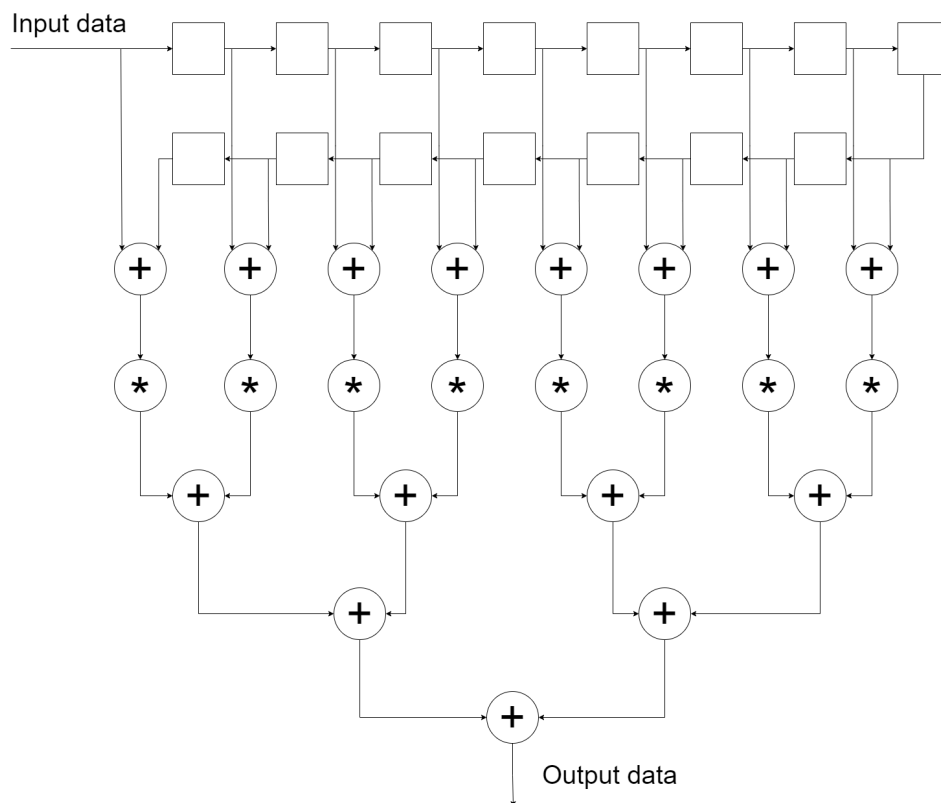 Input data
+ + + + + + + +
* * * * * * * *
+ + + +
+ +
+
Output data